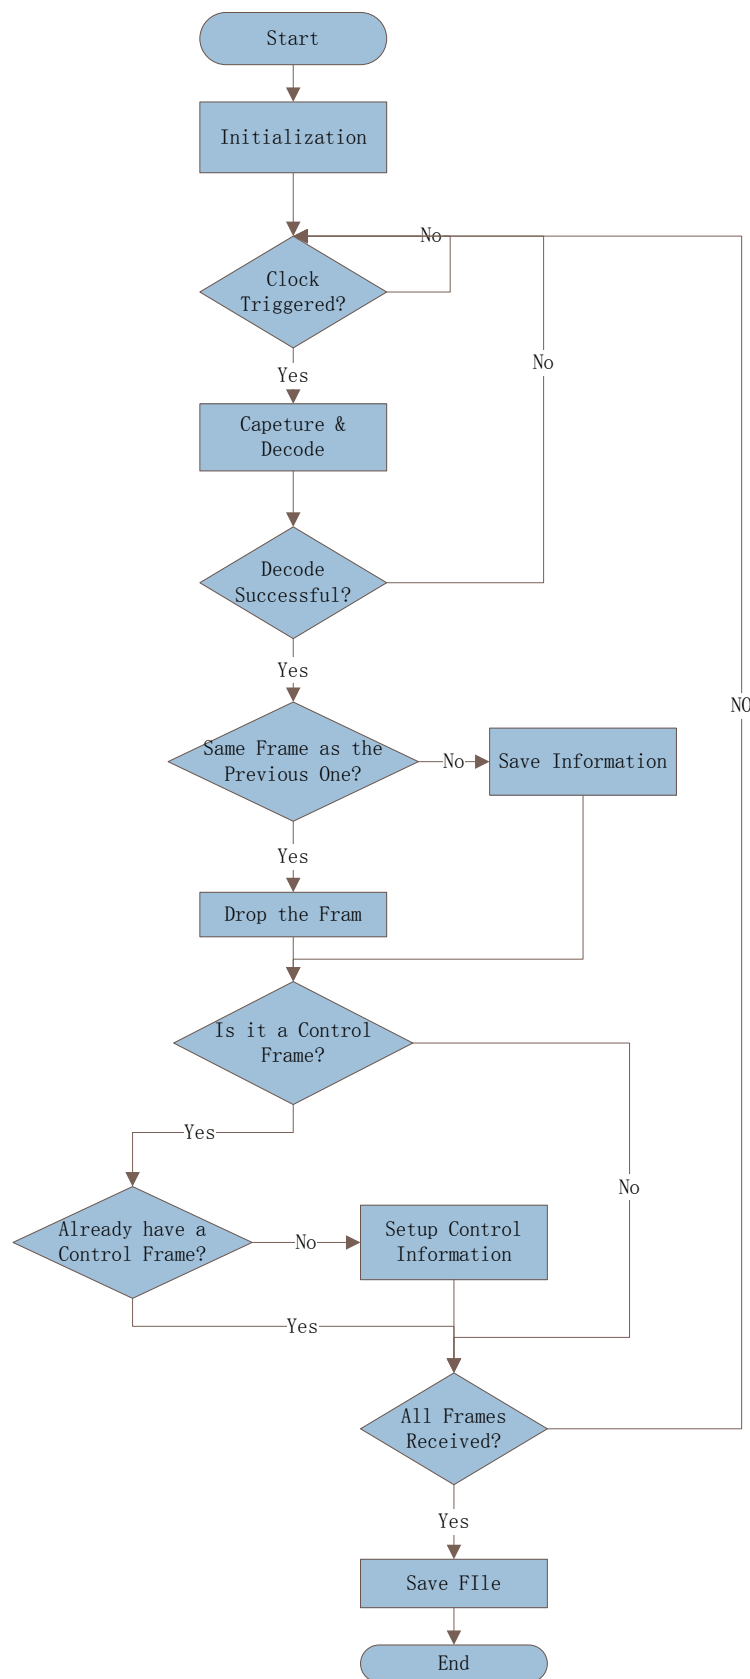 Start
Initialization
No
Clock
Triggered?
No
Yes
Capeture &
Decode
Decode
Successful?
Yes
NO
Same Frame as the
Previous One?
No
Save Information
Yes
Drop the Fram
Is it a Control
Frame?
Yes
No
Already have a
Control Frame?
No
Setup Control
Information
Yes
All Frames
Received?
Yes
Save FIle
End